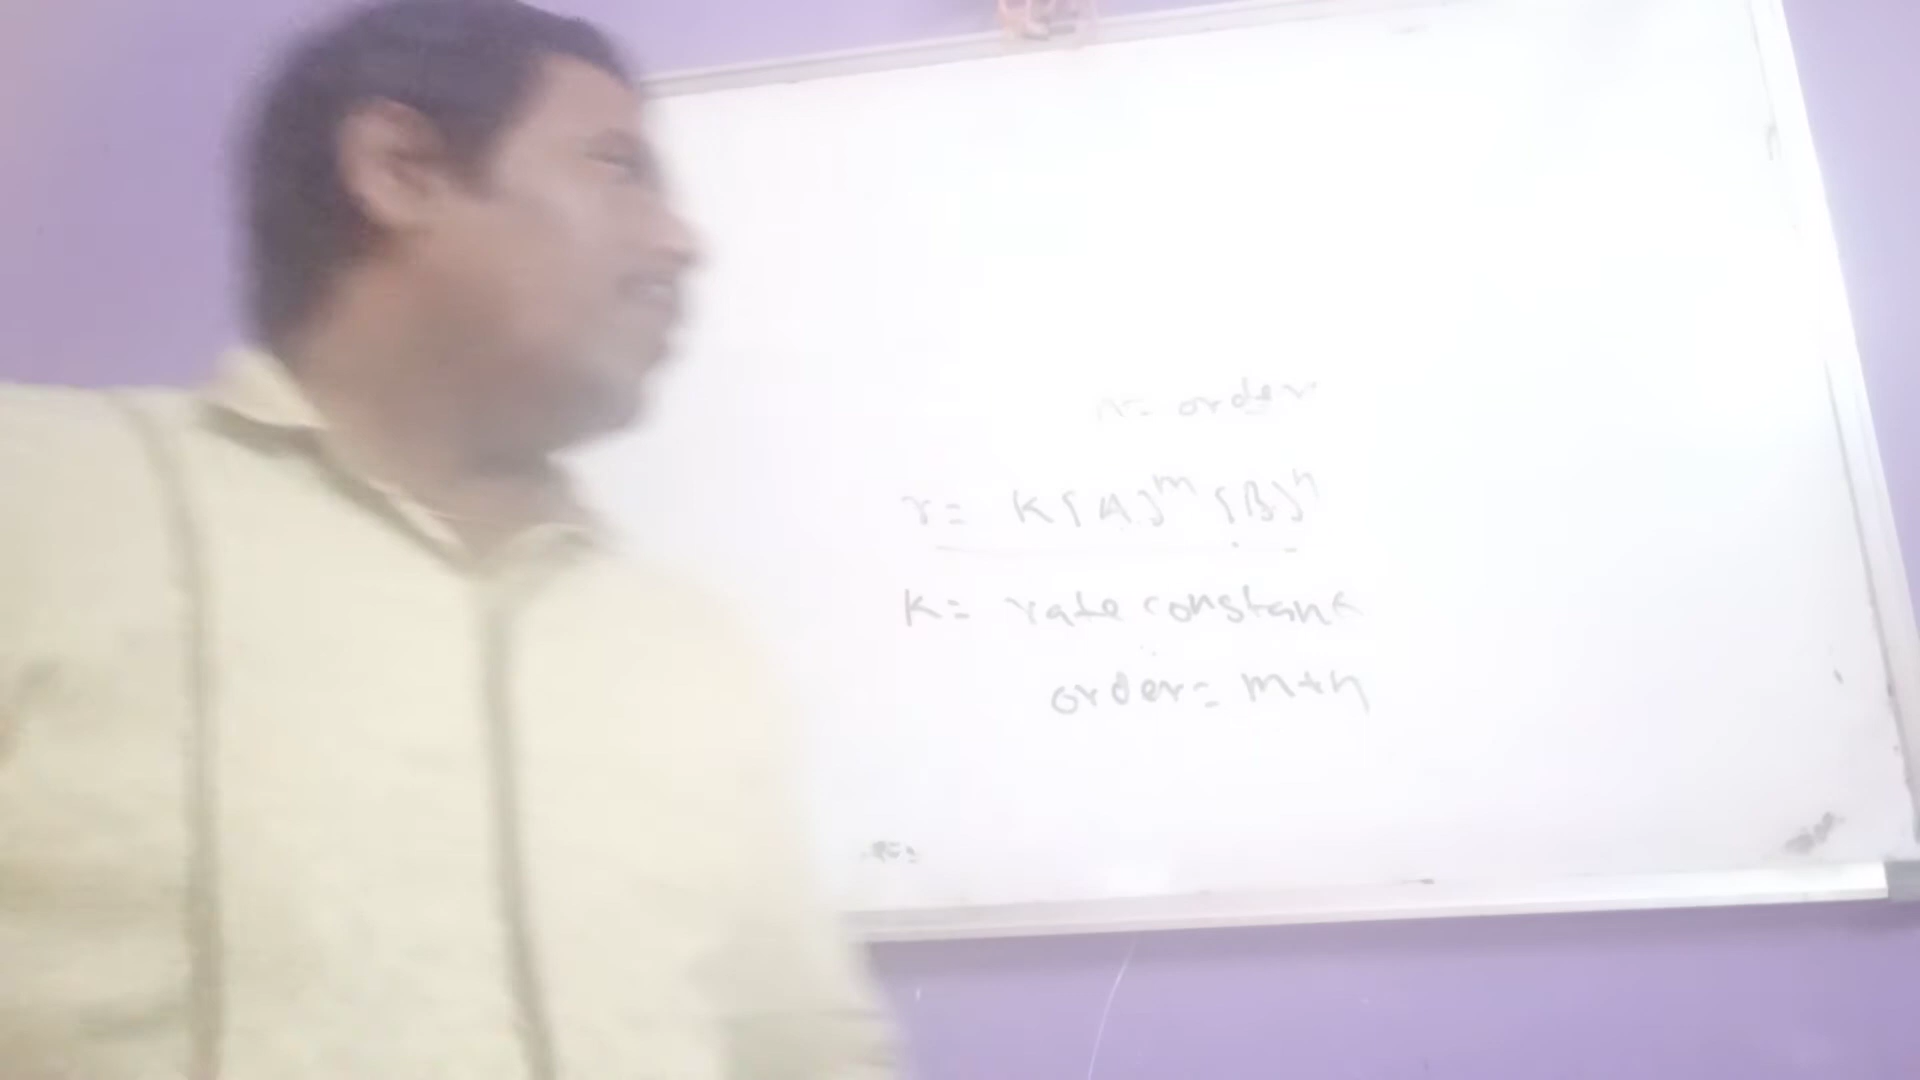 n= order
r= K[A]^m [B]^n
K= rate constant
order= m+n